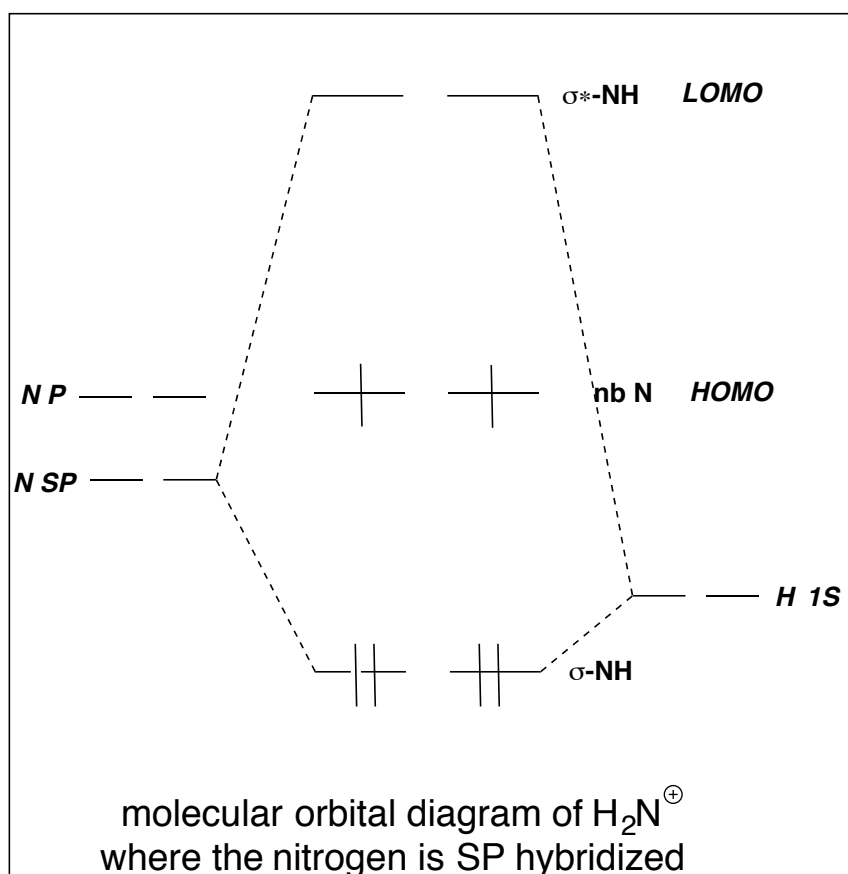 σ*-NH LOMO
N P nb N HOMO
N SP
H 1S
σ-NH
molecular orbital diagram of H₂N⊕
where the nitrogen is SP hybridized